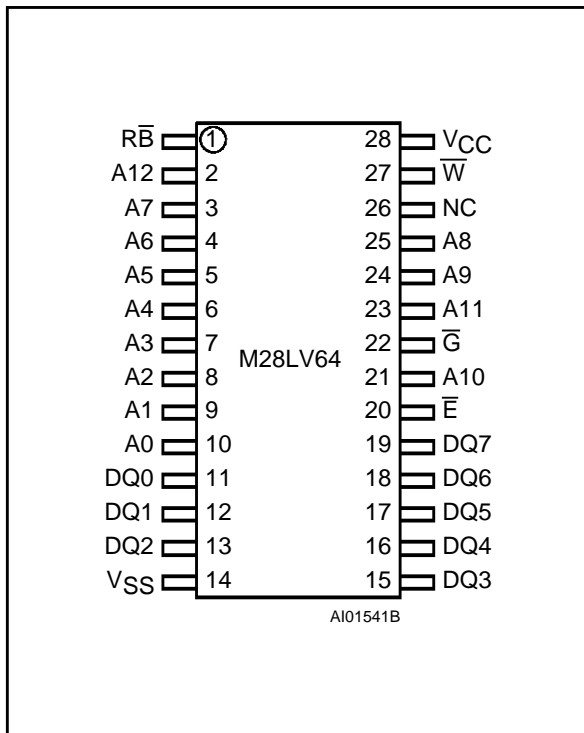 RB̅ 1 28 VCC
A12 2 27 W̅
A7 3 26 NC
A6 4 25 A8
A5 5 24 A9
A4 6 23 A11
A3 7 22 G̅
M28LV64
A2 8 21 A10
A1 9 20 E̅
A0 10 19 DQ7
DQ0 11 18 DQ6
DQ1 12 17 DQ5
DQ2 13 16 DQ4
VSS 14 15 DQ3
AI01541B